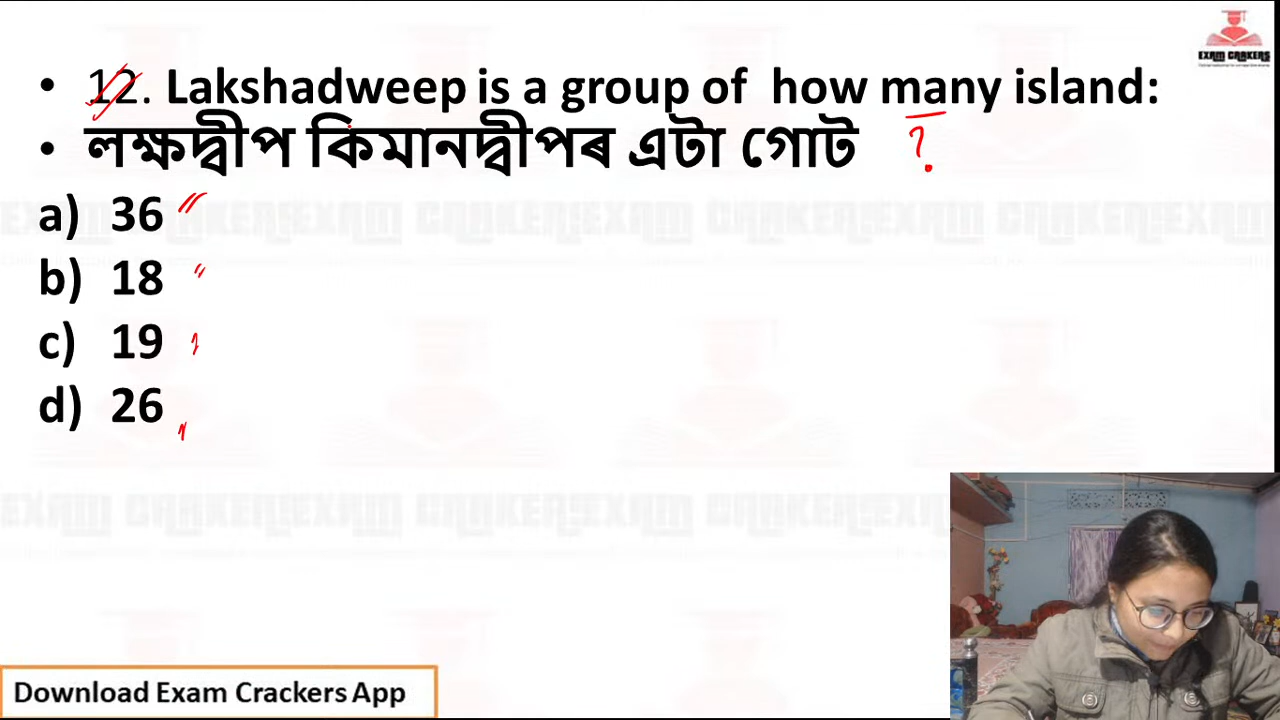 EXAM CRAKERS
• 12. Lakshadweep is a group of how many island:
• লক্ষদ্বীপ কিমানদ্বীপৰ এটা গোট ?
a) 36
b) 18
c) 19
d) 26
Download Exam Crackers App